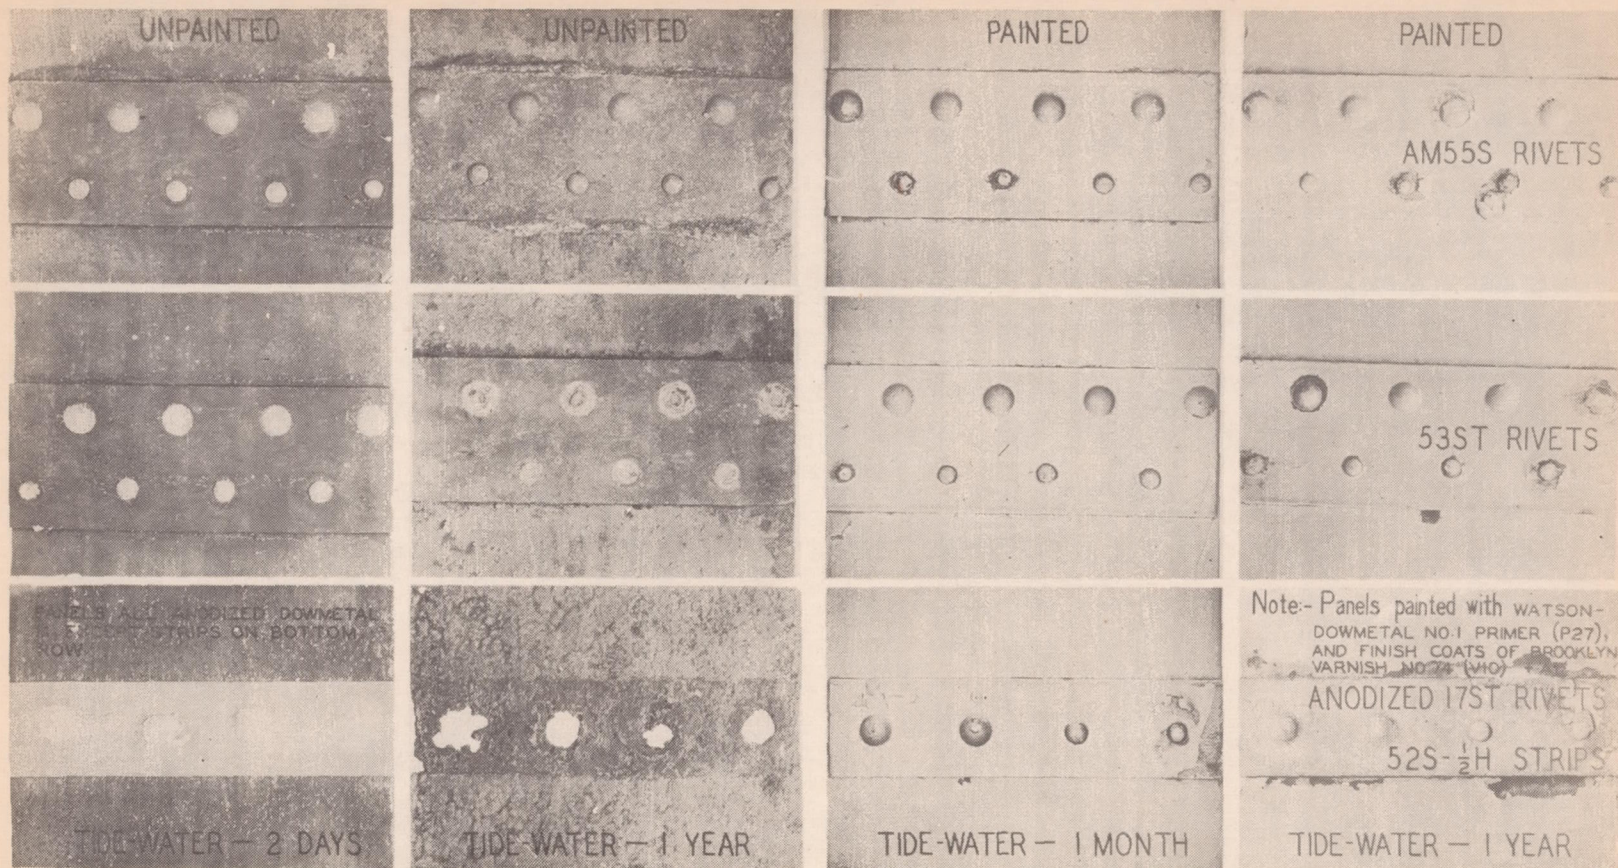 UNPAINTED
UNPAINTED
PAINTED
PAINTED
AM55S RIVETS
53ST RIVETS
PANELS ALL ANODIZED DOWMETAL
EXCEPT STRIPS ON BOTTOM
ROW
Note:- Panels painted with WATSON-
DOWMETAL NO.1 PRIMER (P27),
AND FINISH COATS OF BROOKLYN
VARNISH NO.74 (V10)
ANODIZED 17ST RIVETS
52S-½H STRIPS
TIDE-WATER — 2 DAYS
TIDE-WATER — 1 YEAR
TIDE-WATER — 1 MONTH
TIDE-WATER — 1 YEAR